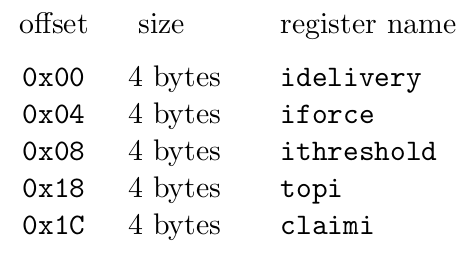 offset size register name
0x00 4 bytes idelivery
0x04 4 bytes iforce
0x08 4 bytes ithreshold
0x18 4 bytes topi
0x1C 4 bytes claimi